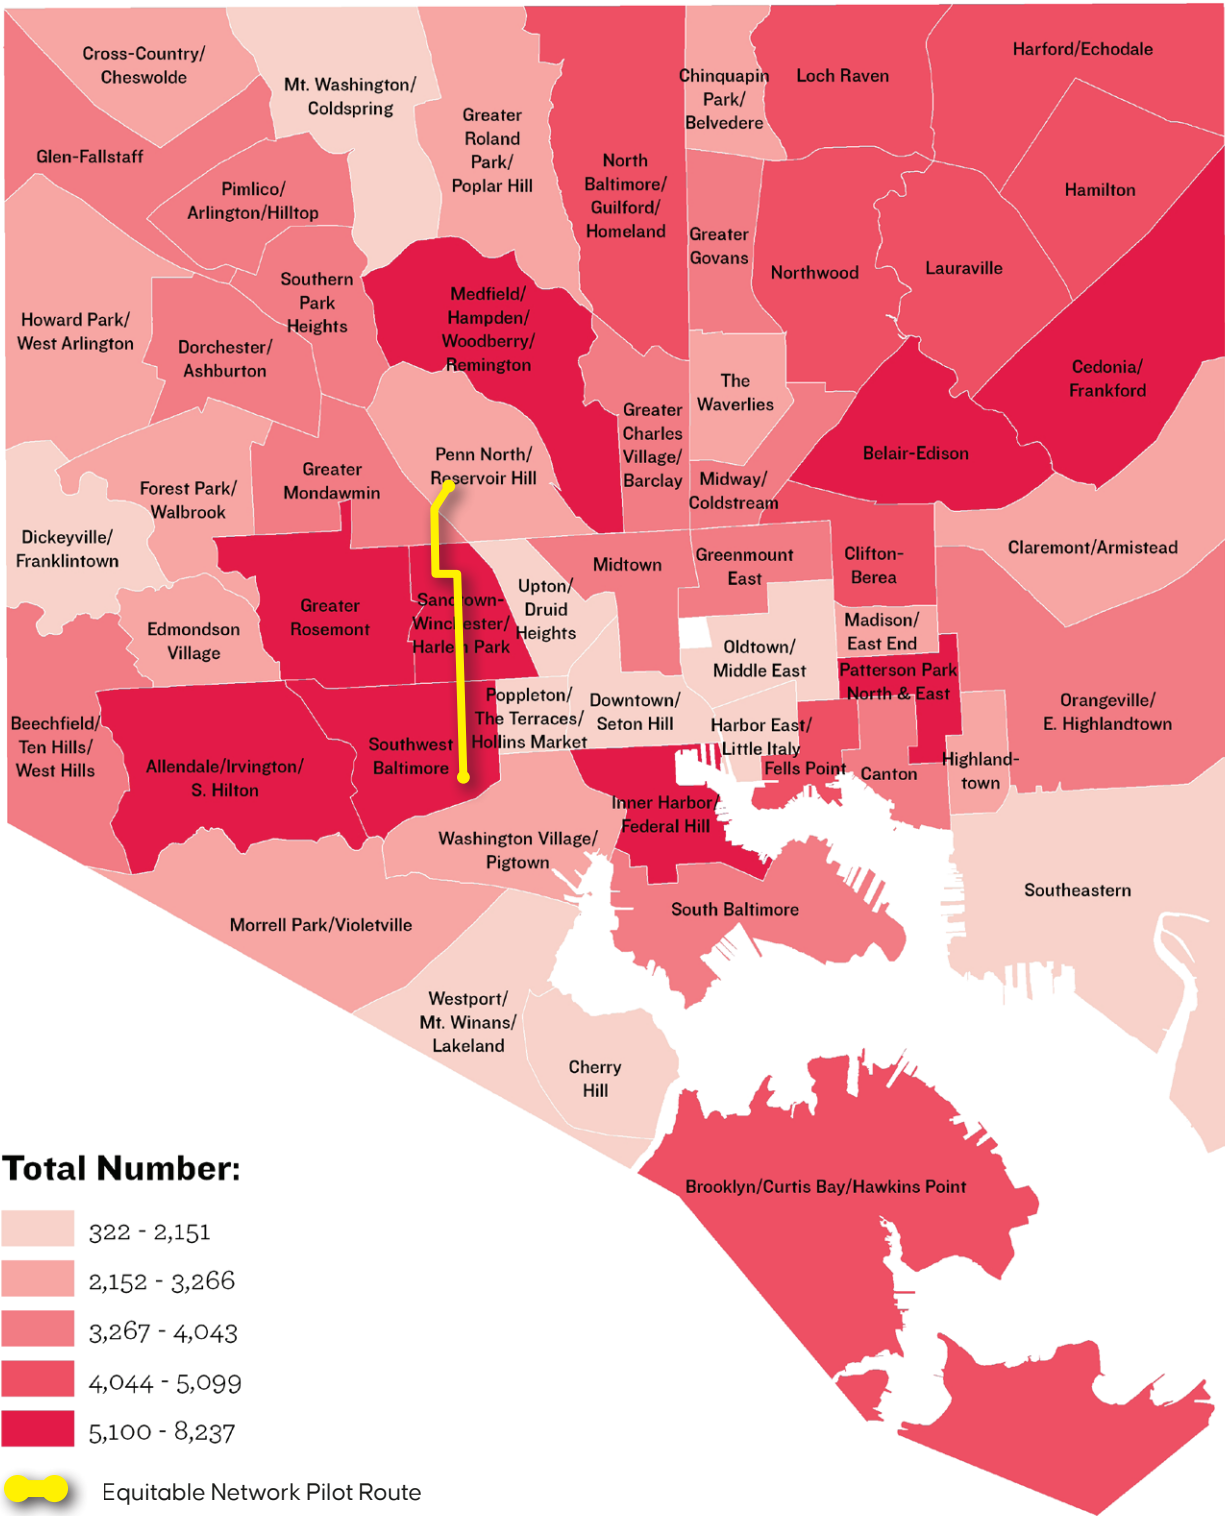 Cross-Country/
Cheswolde
Mt. Washington/
Coldspring
Greater
Roland
Park/
Poplar Hill
North
Baltimore/
Guilford/
Homeland
Chinquapin
Park/
Belvedere
Loch Raven
Harford/Echodale
Glen-Fallstaff
Pimlico/
Arlington/Hilltop
Hamilton
Greater
Govans
Northwood
Lauraville
Southern
Park
Heights
Medfield/
Hampden/
Woodberry/
Remington
Howard Park/
West Arlington
Dorchester/
Ashburton
The
Waverlies
Cedonia/
Frankford
Greater
Charles
Village/
Barclay
Belair-Edison
Penn North/
Reservoir Hill
Greater
Mondawmin
Midway/
Coldstream
Forest Park/
Walbrook
Dickeyville/
Franklintown
Claremont/Armistead
Midtown
Greenmount
East
Clifton-
Berea
Upton/
Druid
Heights
Greater
Rosemont
Sandtown-
Winchester/
Harlem Park
Edmondson
Village
Madison/
East End
Oldtown/
Middle East
Patterson Park
North & East
Beechfield/
Ten Hills/
West Hills
Poppleton/
The Terraces/
Hollins Market
Downtown/
Seton Hill
Harbor East/
Little Italy
Orangeville/
E. Highlandtown
Allendale/Irvington/
S. Hilton
Southwest
Baltimore
Fells Point
Canton
Highland-
town
Inner Harbor/
Federal Hill
Washington Village/
Pigtown
Southeastern
Morrell Park/Violetville
South Baltimore
Westport/
Mt. Winans/
Lakeland
Cherry
Hill
Brooklyn/Curtis Bay/Hawkins Point
Total Number:
322 - 2,151
2,152 - 3,266
3,267 - 4,043
4,044 - 5,099
5,100 - 8,237
Equitable Network Pilot Route